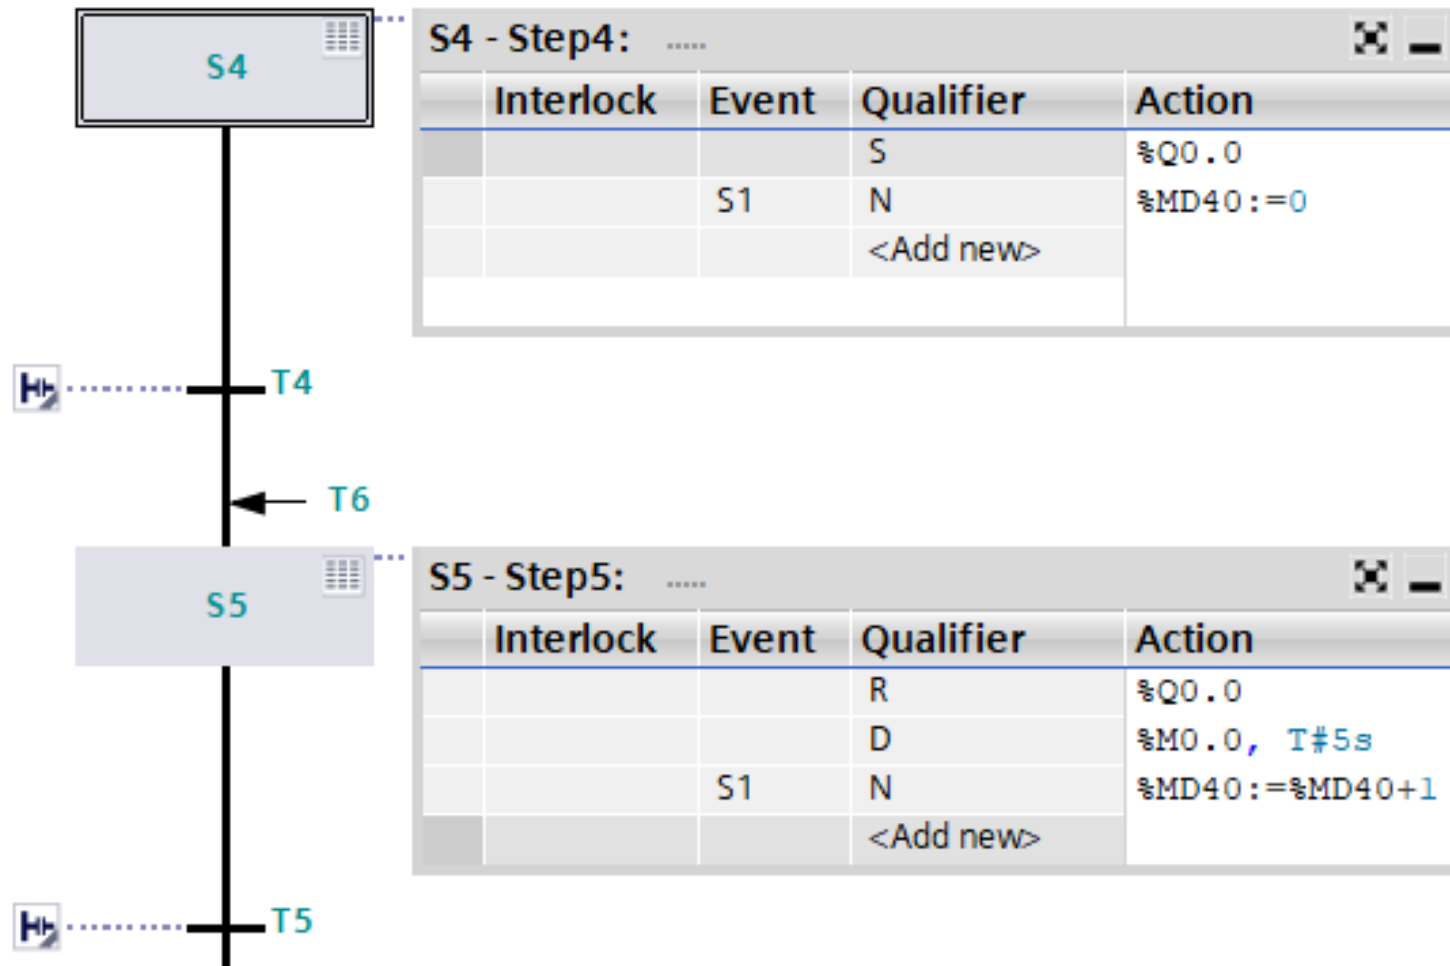 S4
S4 - Step4: .....
Interlock Event Qualifier Action
S %Q0.0
S1 N %MD40:=0
<Add new>
T4
T6
S5
S5 - Step5: .....
Interlock Event Qualifier Action
R %Q0.0
D %M0.0, T#5s
S1 N %MD40:=%MD40+1
<Add new>
T5